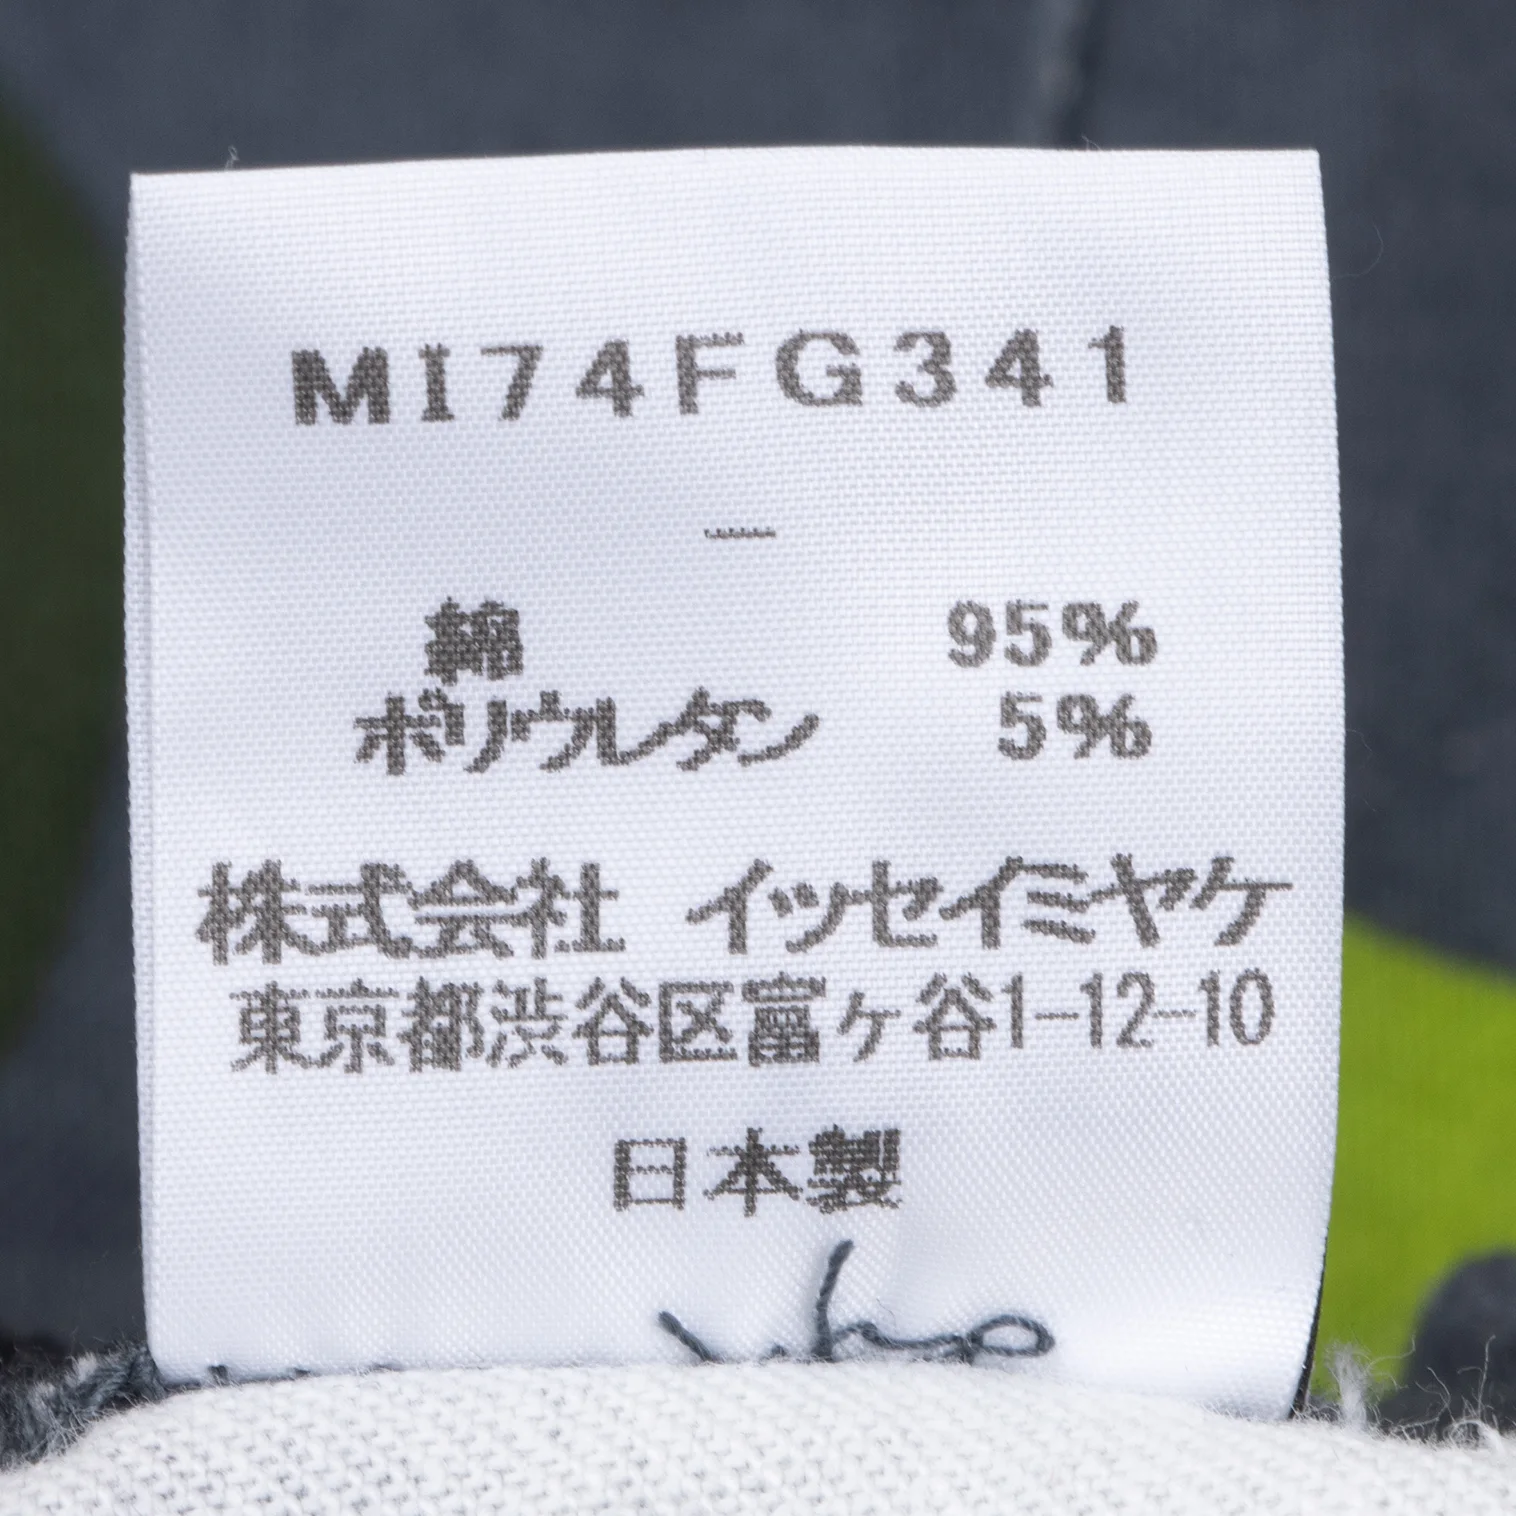 MI74FG341
—
綿 95%
ポリウレタン 5%
株式会社 イッセイミヤケ
東京都渋谷区富ヶ谷1-12-10
日本製